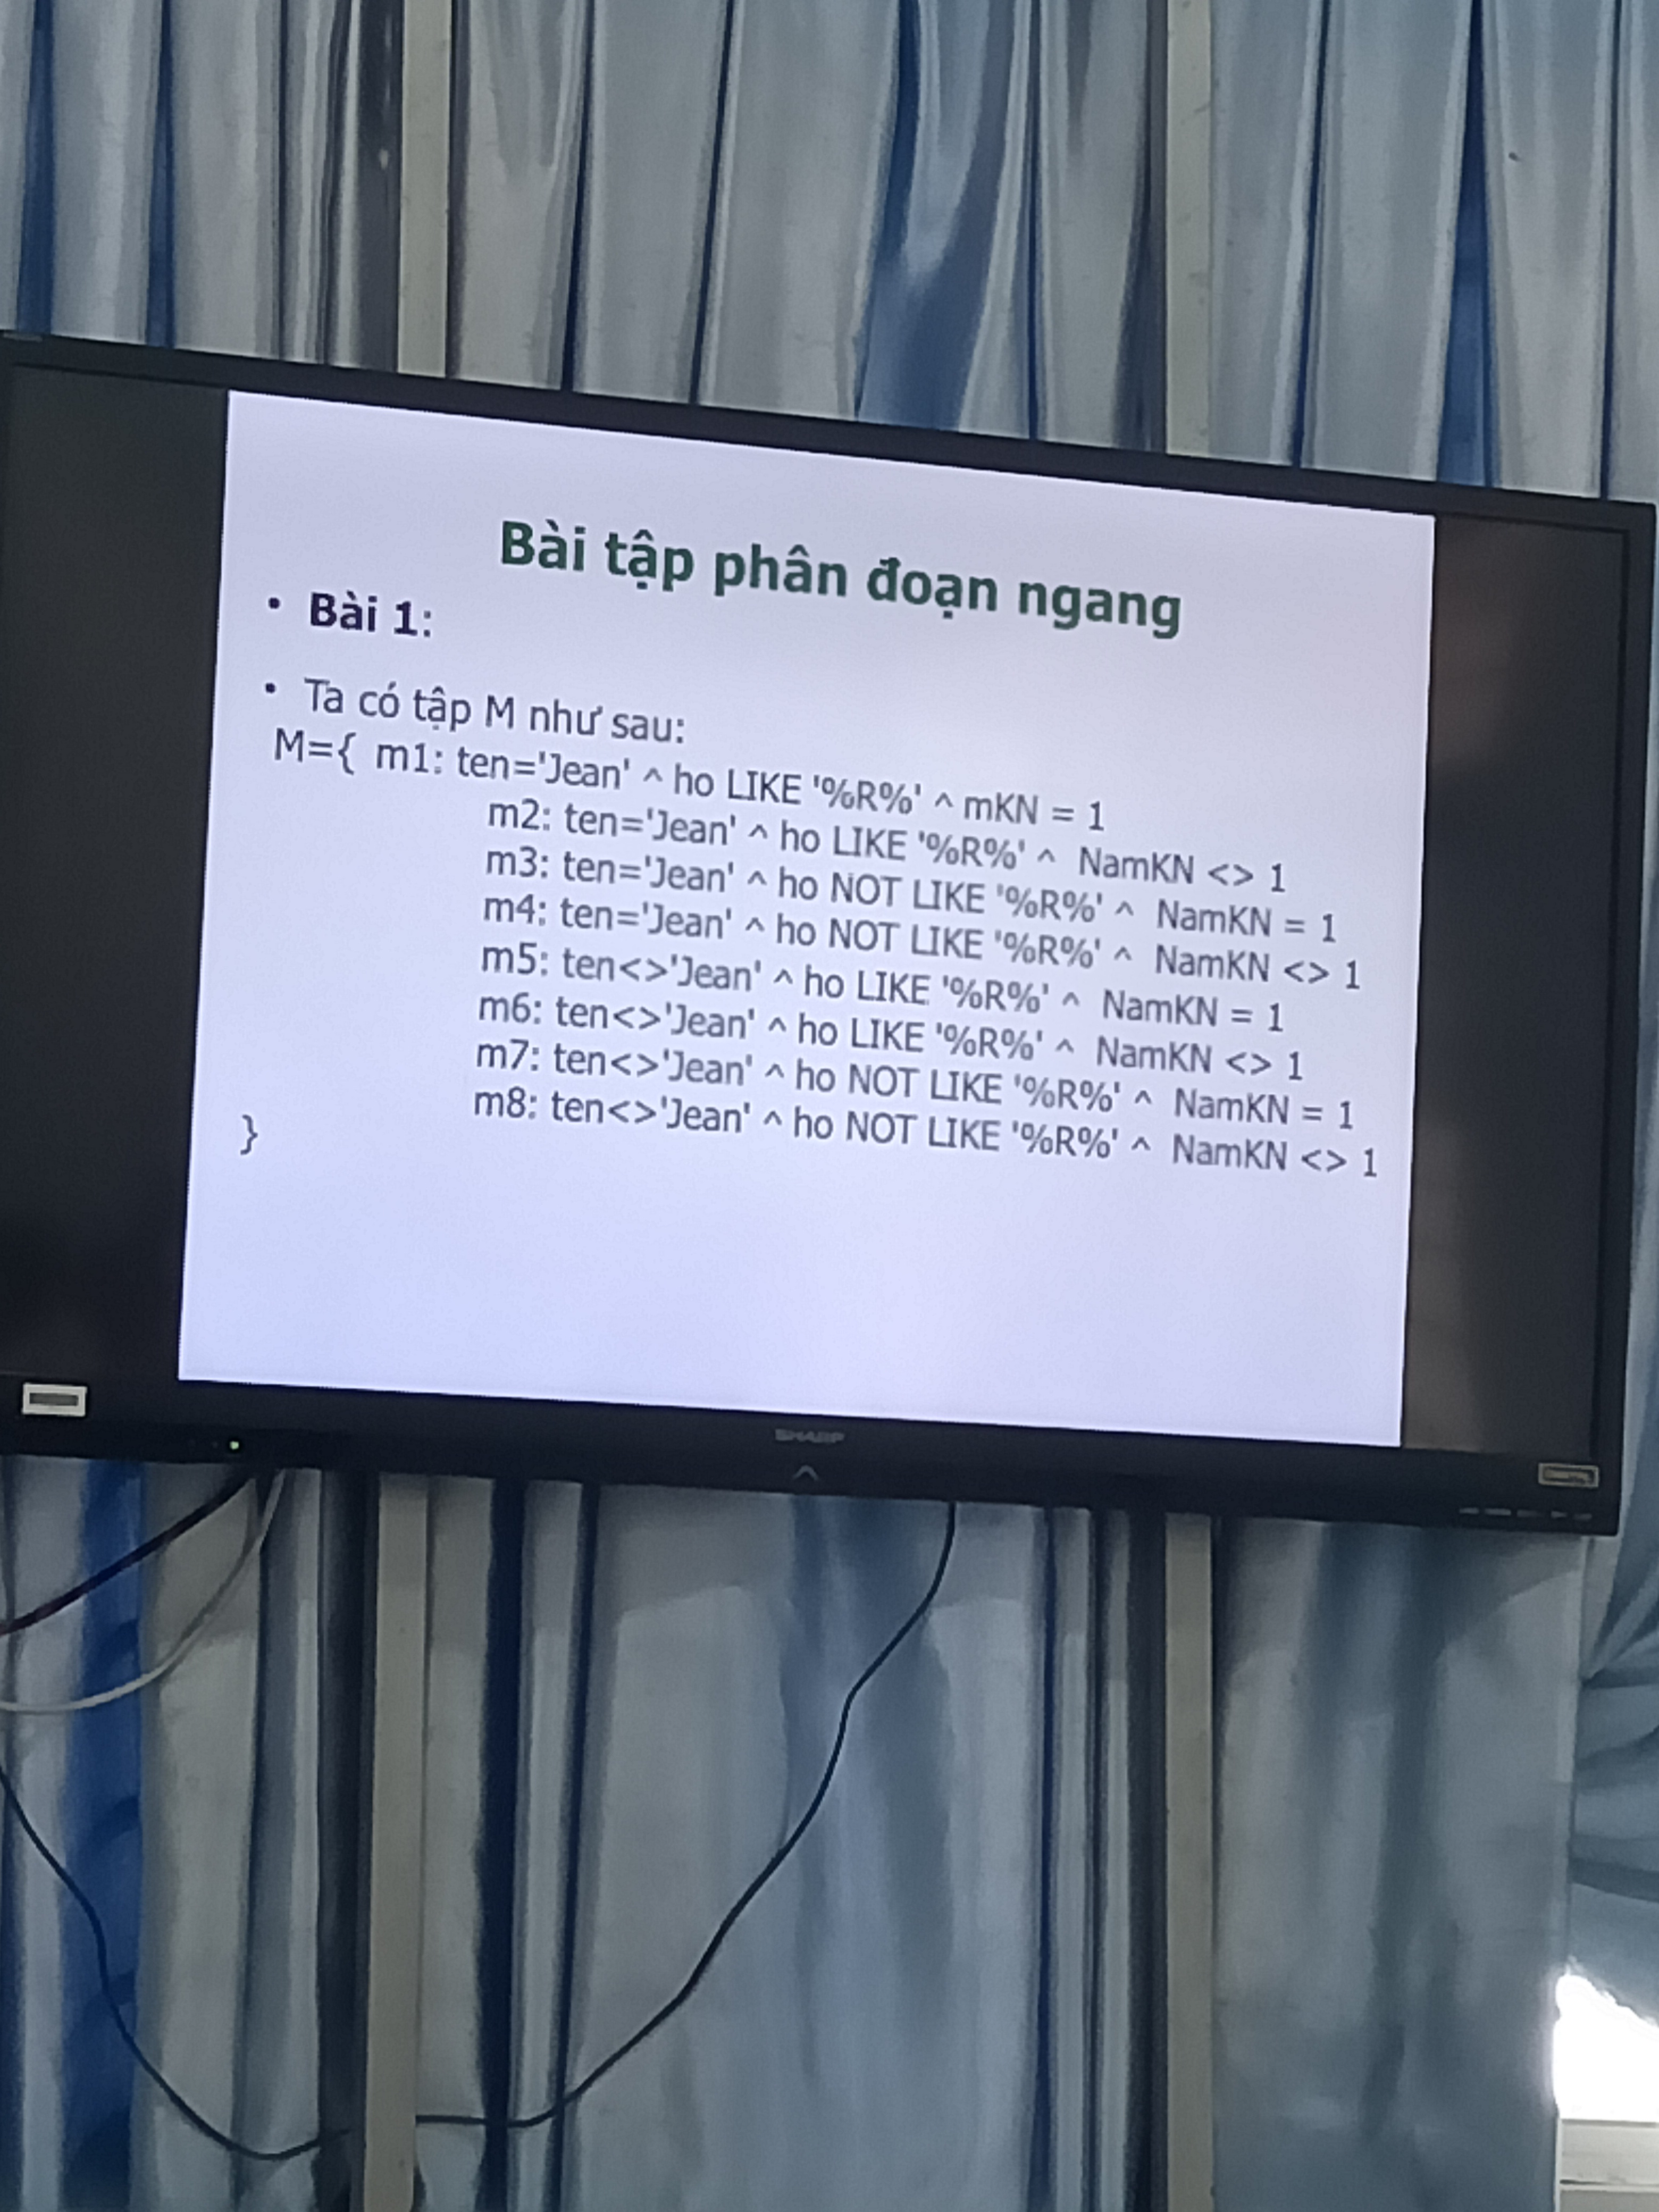 Bài tập phân đoạn ngang
• Bài 1:
• Ta có tập M như sau:
M={ m1: ten='Jean' ^ ho LIKE '%R%' ^ mKN = 1
m2: ten='Jean' ^ ho LIKE '%R%' ^ NamKN <> 1
m3: ten='Jean' ^ ho NOT LIKE '%R%' ^ NamKN = 1
m4: ten='Jean' ^ ho NOT LIKE '%R%' ^ NamKN <> 1
m5: ten<>'Jean' ^ ho LIKE '%R%' ^ NamKN = 1
m6: ten<>'Jean' ^ ho LIKE '%R%' ^ NamKN <> 1
m7: ten<>'Jean' ^ ho NOT LIKE '%R%' ^ NamKN = 1
m8: ten<>'Jean' ^ ho NOT LIKE '%R%' ^ NamKN <> 1
}
SHARP